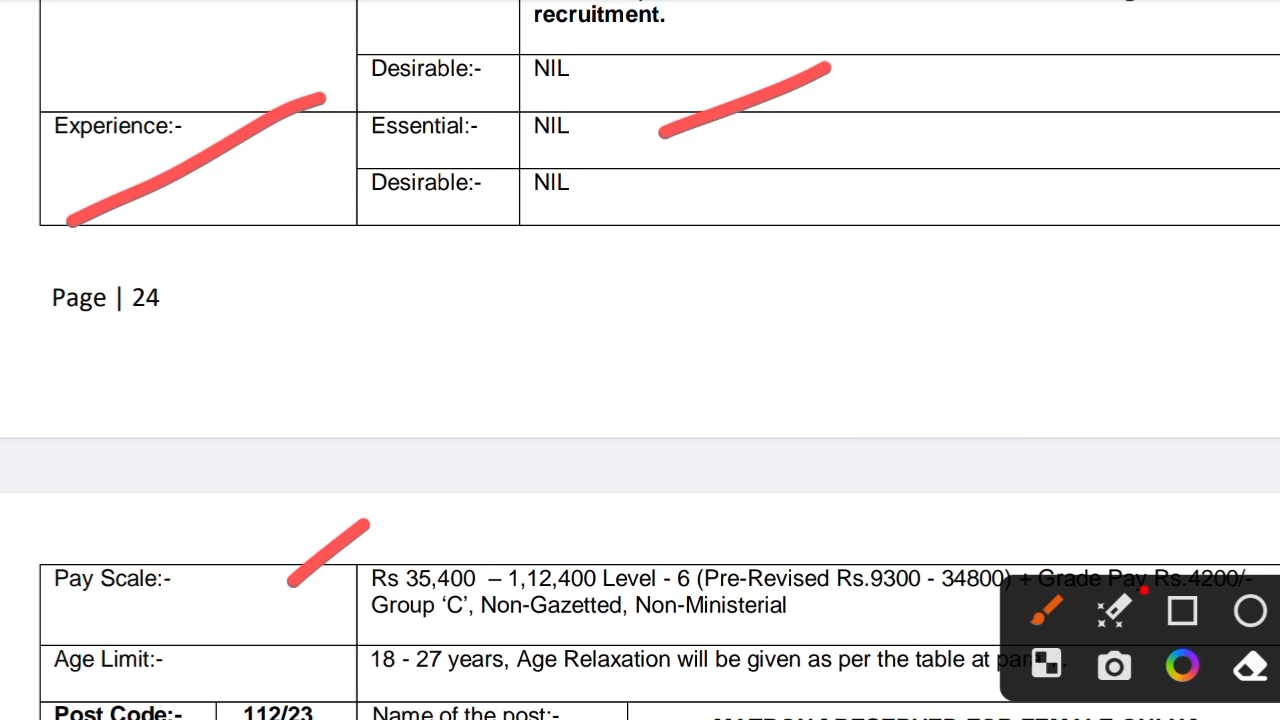 recruitment.
Desirable:- NIL
Experience:- Essential:- NIL
Desirable:- NIL
Page | 24
Pay Scale:- Rs 35,400 – 1,12,400 Level - 6 (Pre-Revised Rs.9300 - 34800) + Grade Pay Rs.4200/-
Group ‘C’, Non-Gazetted, Non-Ministerial
Age Limit:- 18 - 27 years, Age Relaxation will be given as per the table at para
Post Code:- 112/23 Name of the post:-